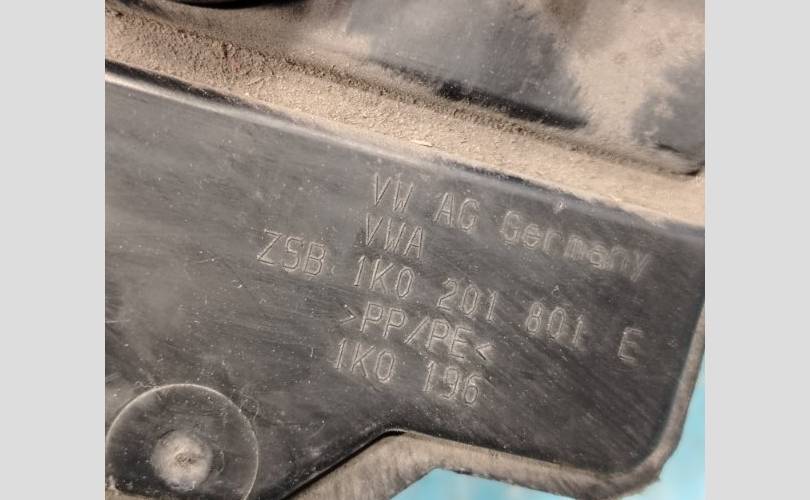 VW AG Germany
VWA
ZSB 1K0 201 801 E
>PP/PE<
1K0 196